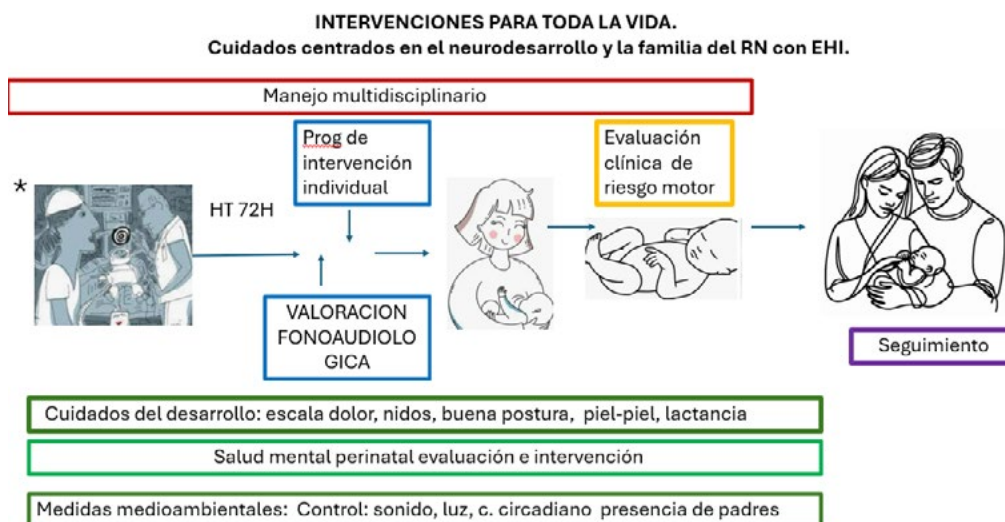 INTERVENCIONES PARA TODA LA VIDA.
Cuidados centrados en el neurodesarrollo y la familia del RN con EHI.
Manejo multidisciplinario
Prog de
intervención
individual
Evaluación
clínica de
riesgo motor
*
HT 72H
VALORACION
FONOAUDIOLO
GICA
Seguimiento
Cuidados del desarrollo: escala dolor, nidos, buena postura, piel-piel, lactancia
Salud mental perinatal evaluación e intervención
Medidas medioambientales: Control: sonido, luz, c. circadiano presencia de padres